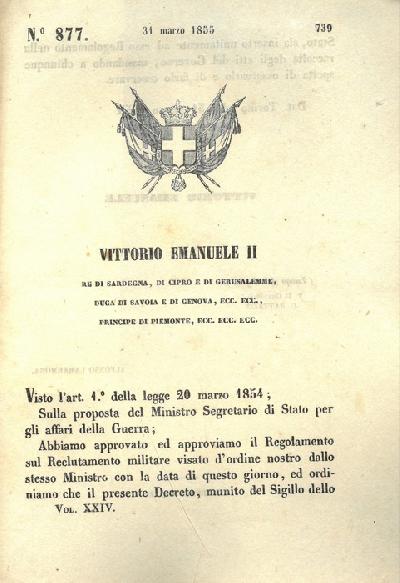 N.° 877.
31 marzo 1855
739
VITTORIO EMANUELE II
RE DI SARDEGNA, DI CIPRO E DI GERUSALEMME,
DUCA DI SAVOIA E DI GENOVA, ECC. ECC.,
PRINCIPE DI PIEMONTE, ECC. ECC. ECC.
Visto l'art. 1.° della legge 20 marzo 1854;
Sulla proposta del Ministro Segretario di Stato per
gli affari della Guerra;
Abbiamo approvato ed approviamo il Regolamento
sul Reclutamento militare visato d'ordine nostro dallo
stesso Ministro con la data di questo giorno, ed ordi-
niamo che il presente Decreto, munito del Sigillo dello
VOL. XXIV.